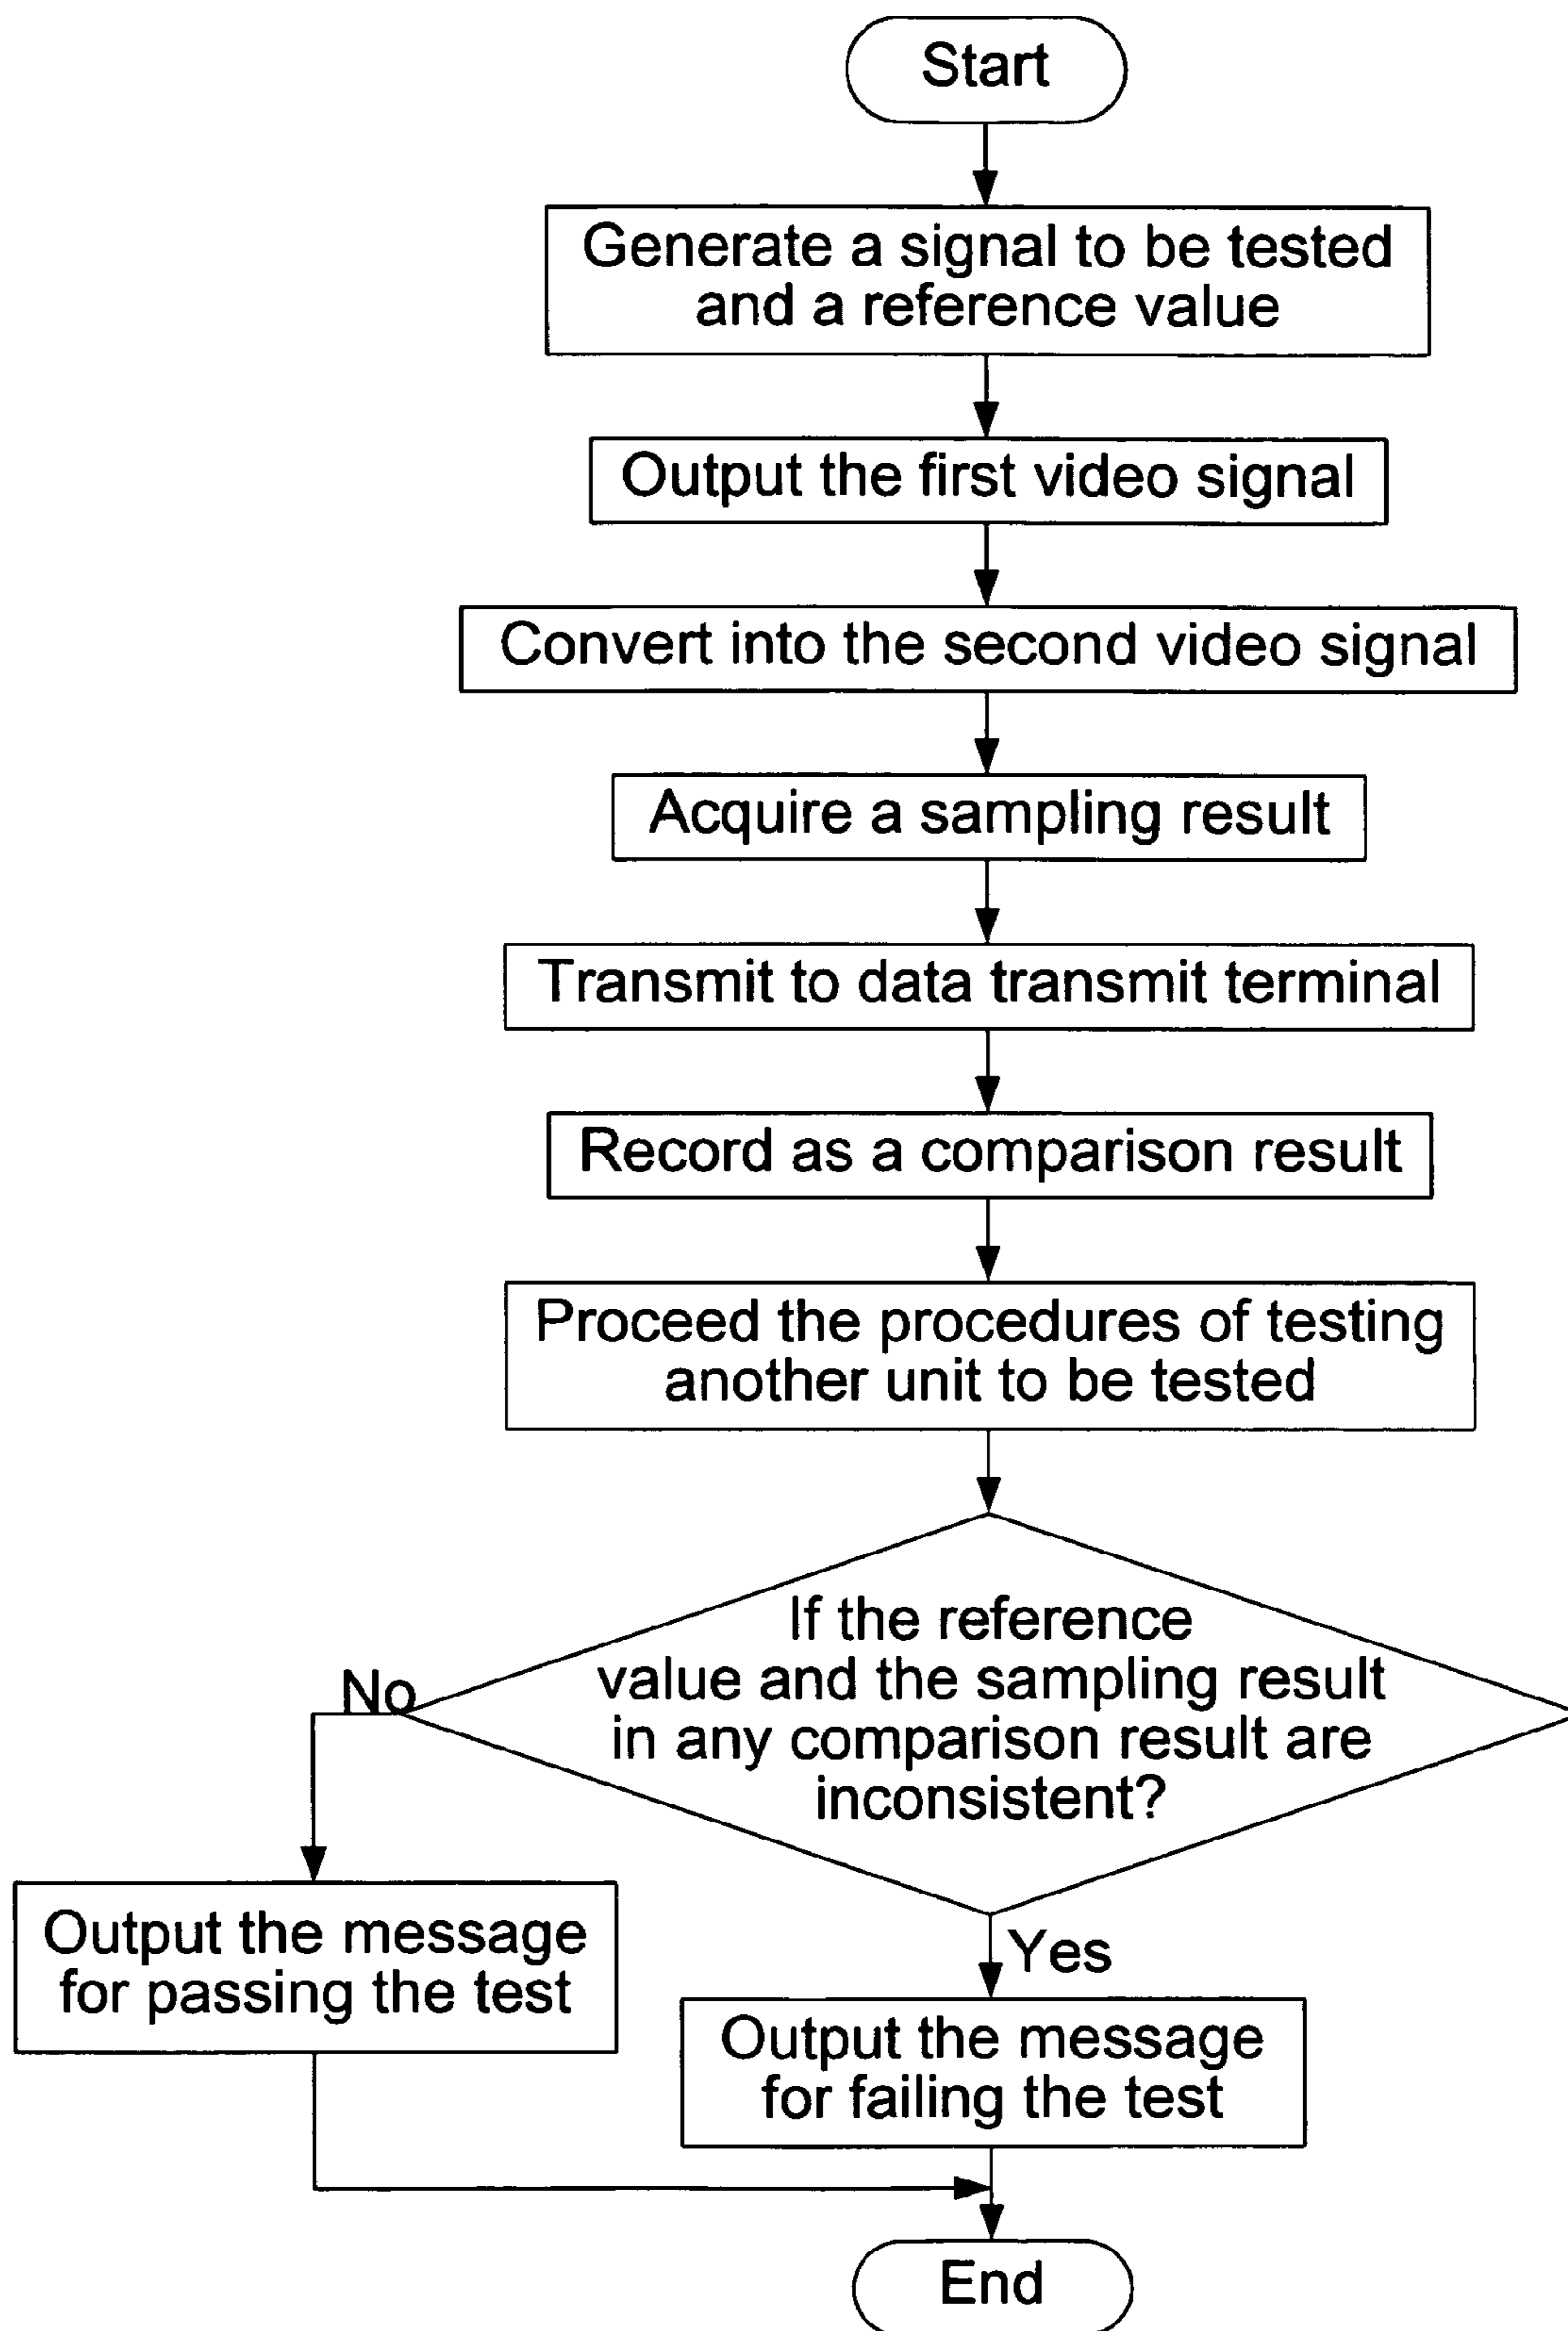 Start
Generate a signal to be tested
and a reference value
Output the first video signal
Convert into the second video signal
Acquire a sampling result
Transmit to data transmit terminal
Record as a comparison result
Proceed the procedures of testing
another unit to be tested
If the reference
value and the sampling result
in any comparison result are
inconsistent?
No
Yes
Output the message
for passing the test
Output the message
for failing the test
End